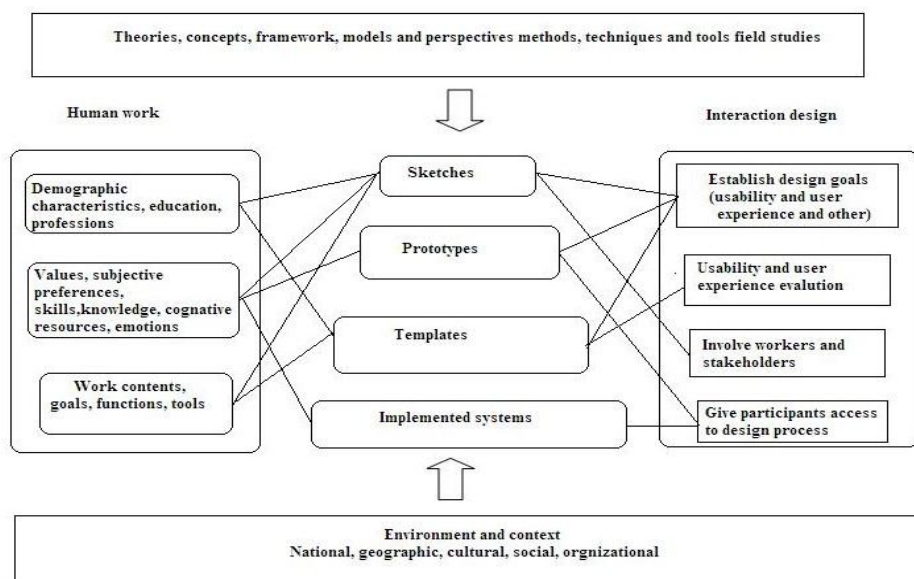 Theories, concepts, framework, models and perspectives methods, techniques and tools field studies
Human work
Interaction design
Demographic
characteristics, education,
professions
Values, subjective
preferences,
skills,knowledge, cognitive
resources, emotions
Work contents,
goals, functions, tools
Sketches
Prototypes
Templates
Implemented systems
Establish design goals
(usability and user
experience and other)
Usability and user
experience evalution
Involve workers and
stakeholders
Give participants access
to design process
Environment and context
National, geographic, cultural, social, orgnizational